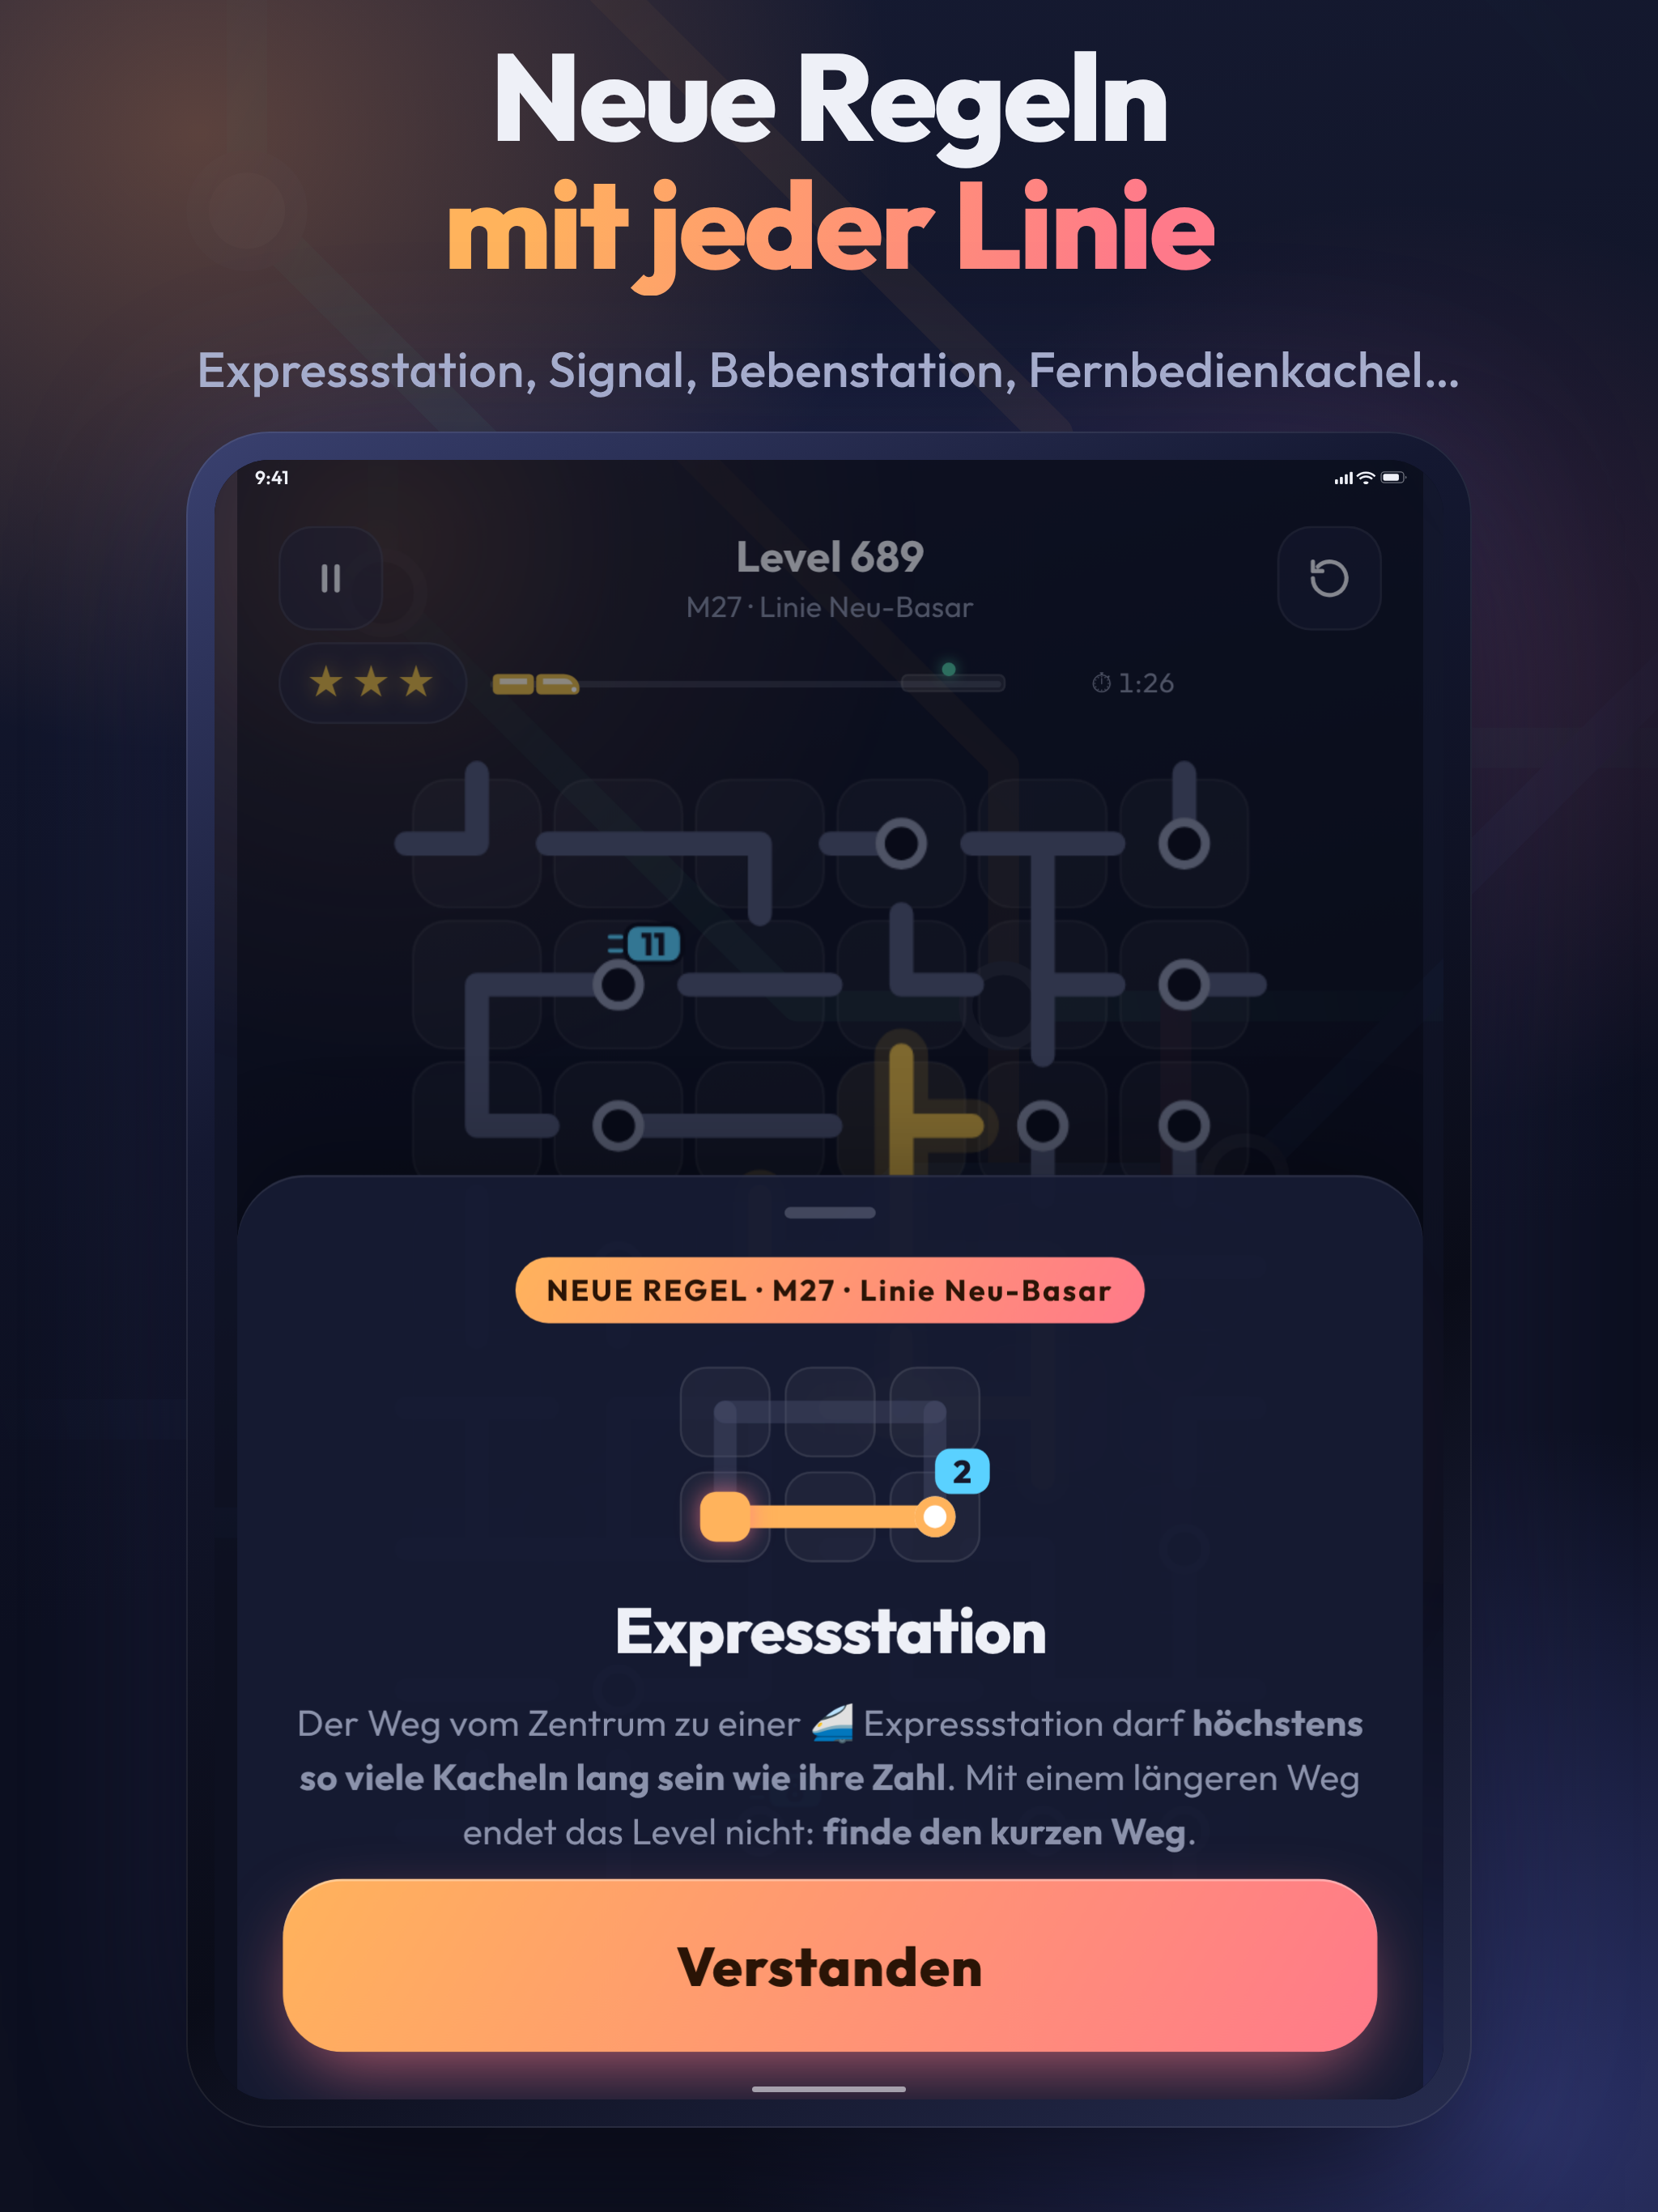 Neue Regeln
mit jeder Linie
Expressstation, Signal, Bebenstation, Fernbedienkachel...
9:41
Level 689
M27 · Linie Neu-Basar
1:26
11
NEUE REGEL · M27 · Linie Neu-Basar
2
Expressstation
Der Weg vom Zentrum zu einer 🚄 Expressstation darf höchstens
so viele Kacheln lang sein wie ihre Zahl. Mit einem längeren Weg
endet das Level nicht: finde den kurzen Weg.
Verstanden